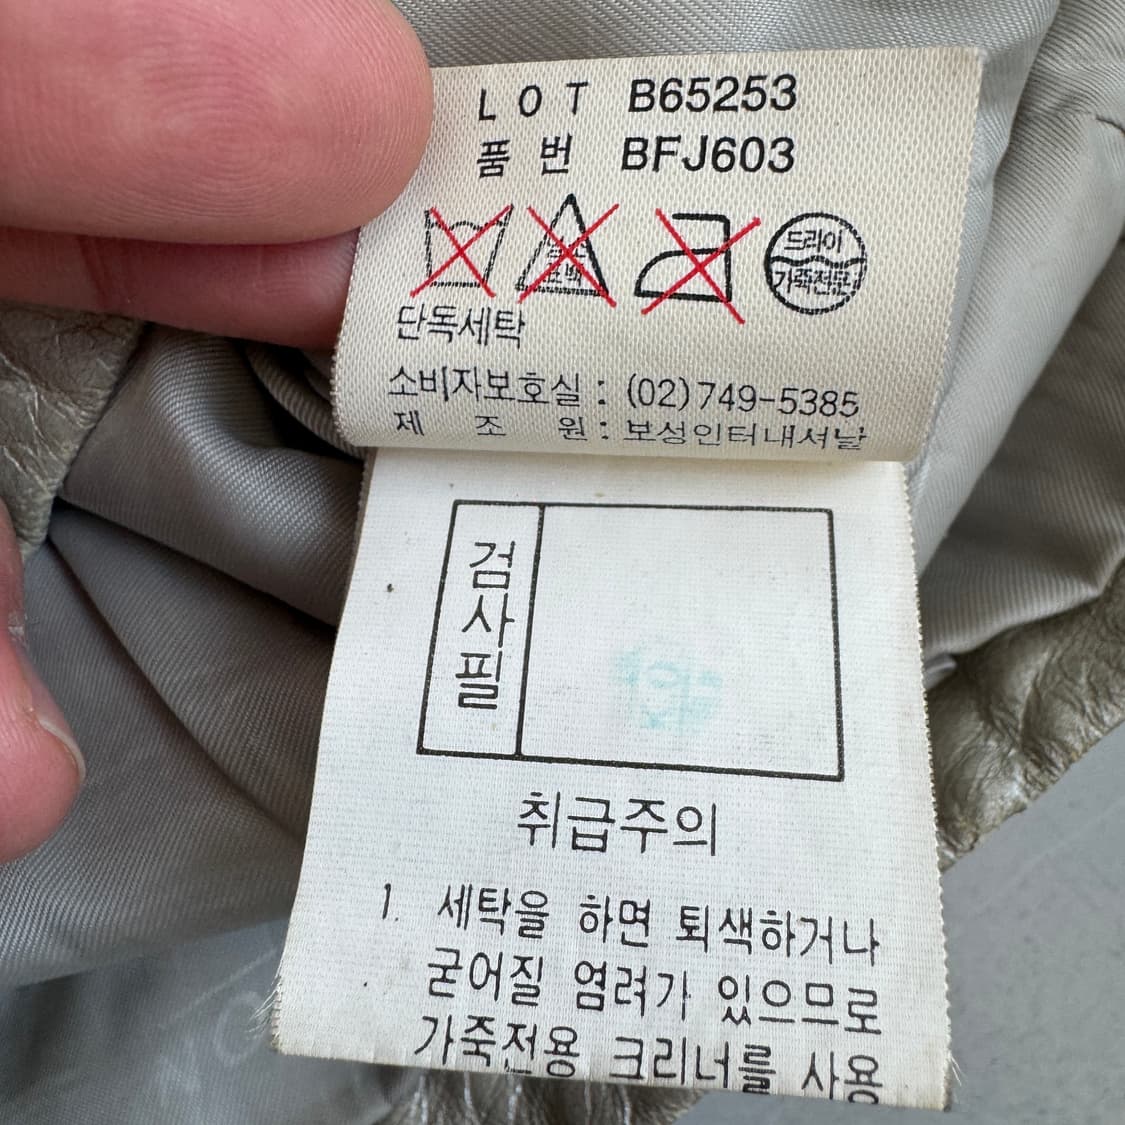 LOT B65253
품번 BFJ603
드라이
가죽전문
단독세탁
소비자보호실 : (02)749-5385
제 조 원 : 보성인터내셔날
검사필
취급주의
1. 세탁을 하면 퇴색하거나
굳어질 염려가 있으므로
가죽전용 크리너를 사용